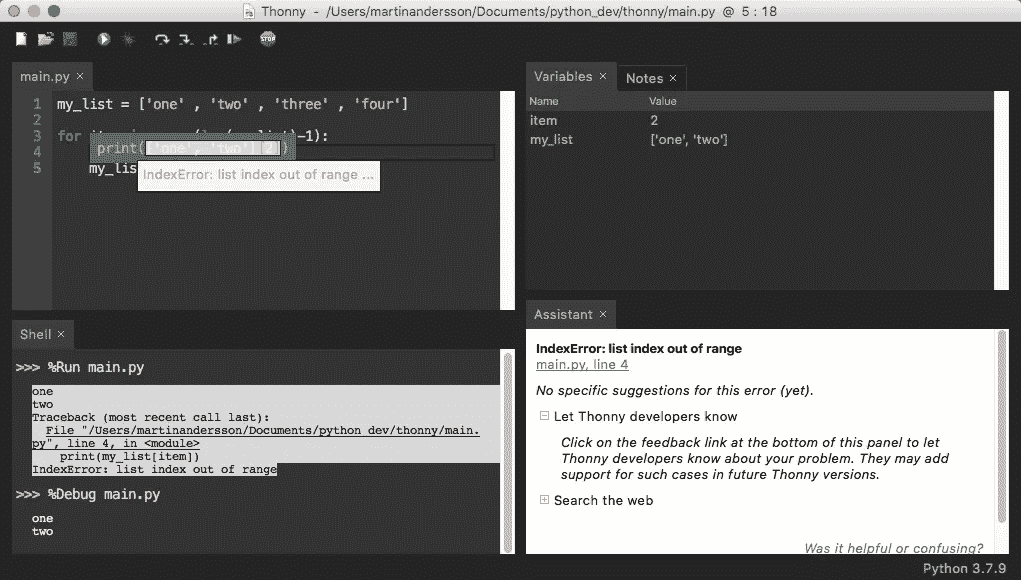 Thonny - /Users/martinandersson/Documents/python_dev/thonny/main.py @ 5 : 18
STOP
main.py ×
1 my_list = ['one' , 'two' , 'three' , 'four']
2
3 for -1):
4 print(['one', 'two'][2])
5 my_lis
IndexError: list index out of range ...
Variables × Notes ×
Name Value
item 2
my_list ['one', 'two']
Shell ×
>>> %Run main.py
one
two
Traceback (most recent call last):
File "/Users/martinandersson/Documents/python_dev/thonny/main.
py", line 4, in <module>
print(my_list[item])
IndexError: list index out of range
>>> %Debug main.py
one
two
Assistant ×
IndexError: list index out of range
main.py, line 4
No specific suggestions for this error (yet).
Let Thonny developers know
Click on the feedback link at the bottom of this panel to let
Thonny developers know about your problem. They may add
support for such cases in future Thonny versions.
Search the web
Was it helpful or confusing?
Python 3.7.9